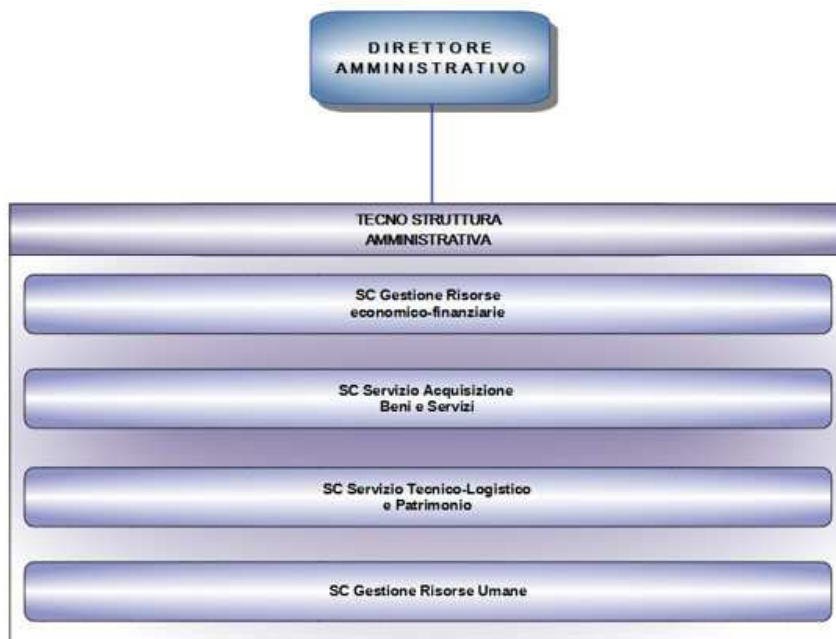 DIRETTORE
AMMINISTRATIVO
TECNO STRUTTURA
AMMINISTRATIVA
SC Gestione Risorse
economico-finanziarie
SC Servizio Acquisizione
Beni e Servizi
SC Servizio Tecnico-Logistico
e Patrimonio
SC Gestione Risorse Umane